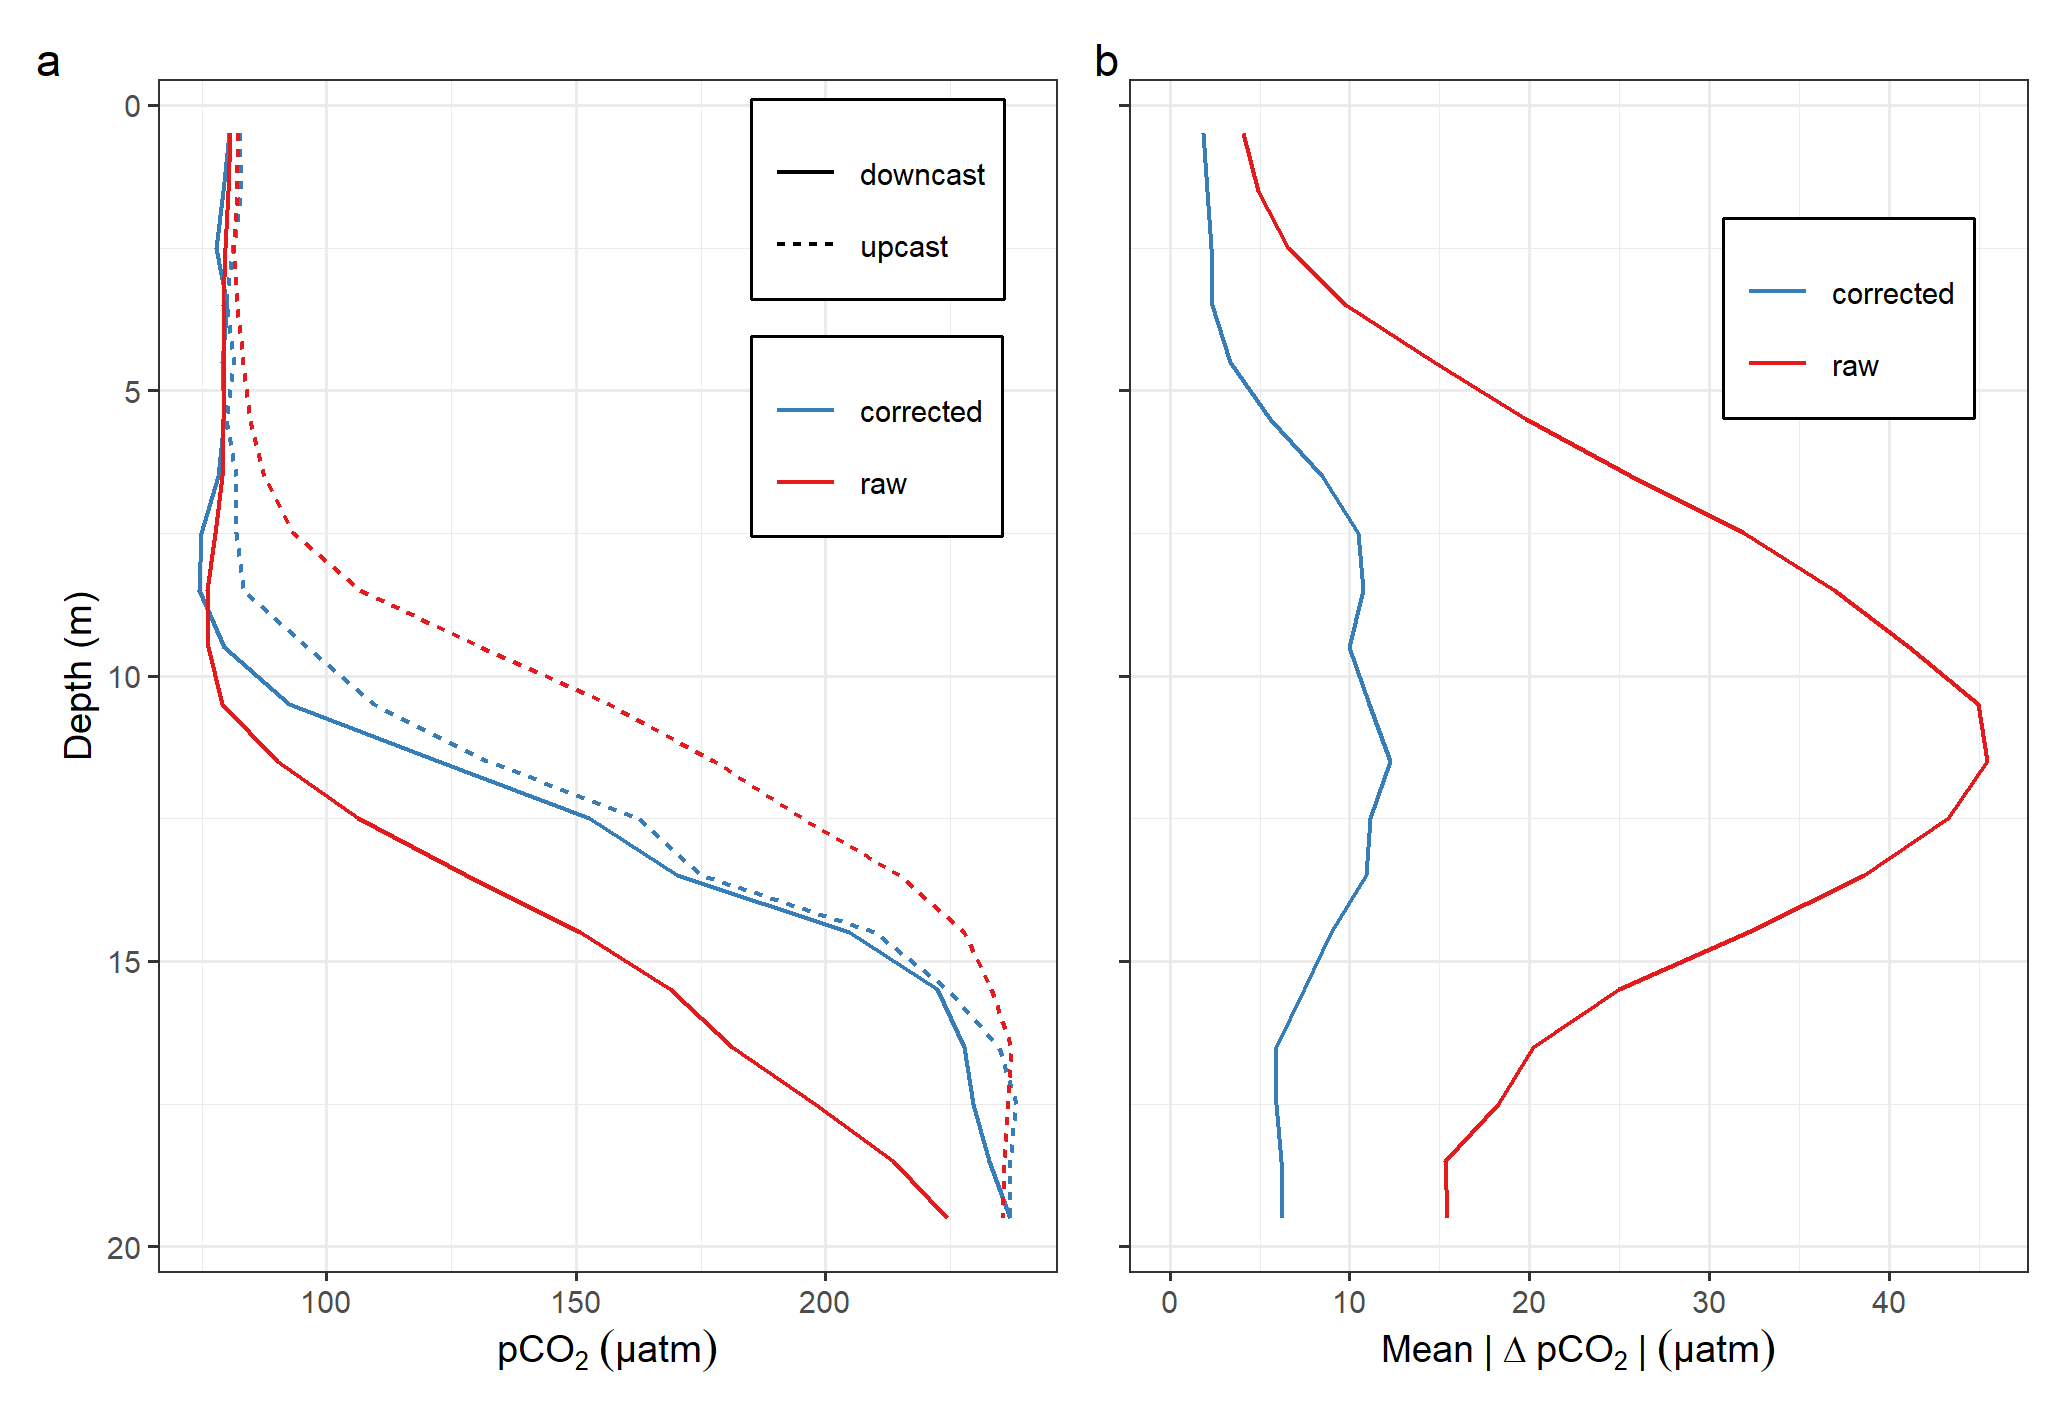 a
0
5
10
15
20
Depth (m)
downcast
upcast
corrected
raw
100
150
200
pCO₂ (µatm)
b
corrected
raw
0
10
20
30
40
Mean | Δ pCO₂ | (µatm)